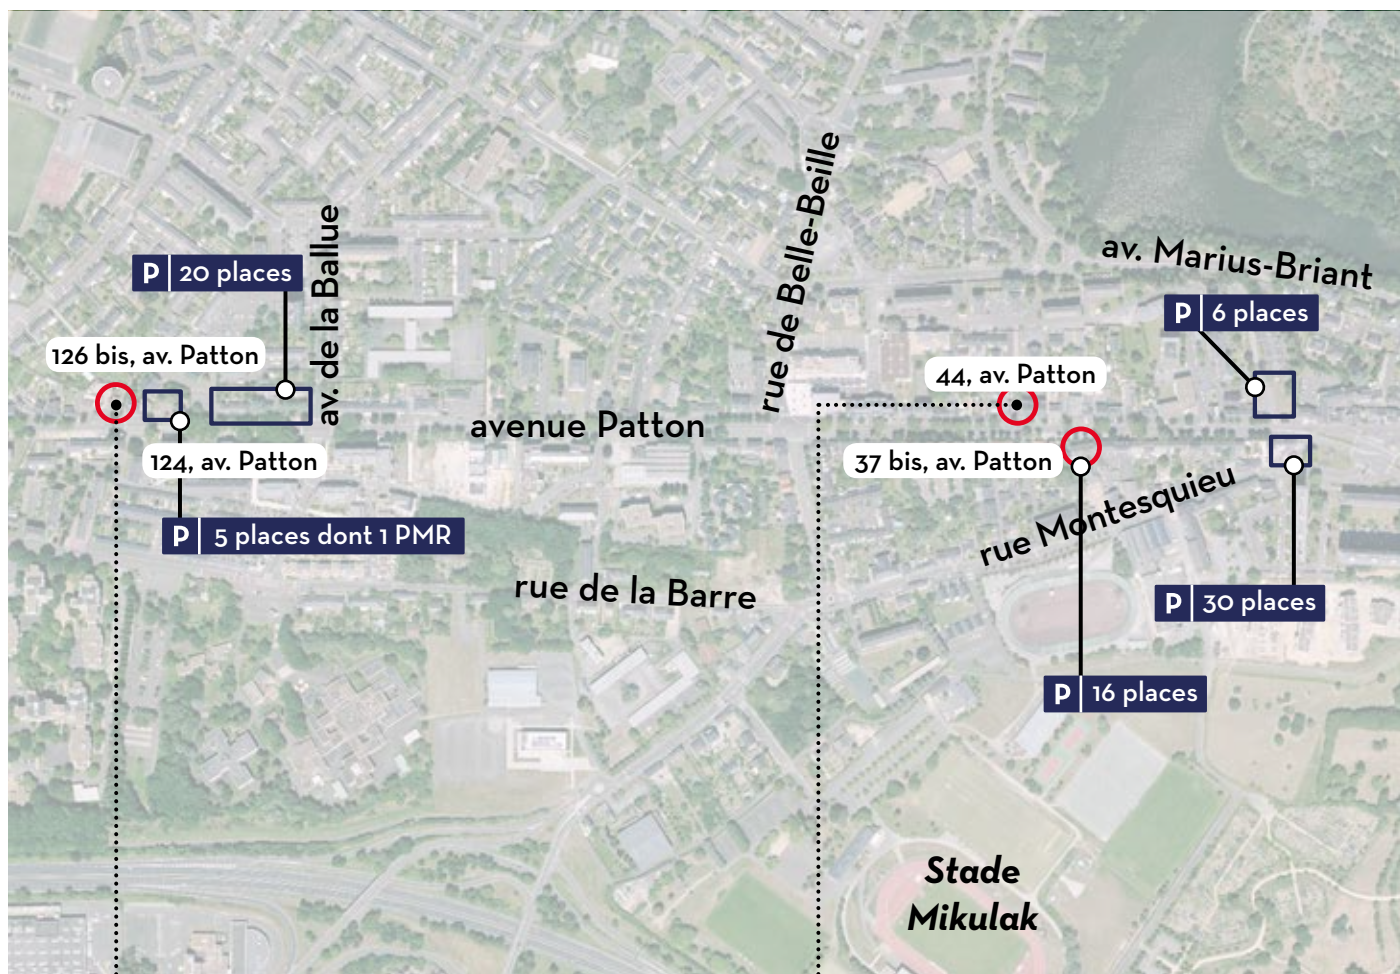 rue de Belle-Beille
av. de la Ballue
av. Marius-Briant
P 20 places
P 6 places
126 bis, av. Patton
44, av. Patton
avenue Patton
124, av. Patton
37 bis, av. Patton
P 5 places dont 1 PMR
rue Montesquieu
rue de la Barre
P 30 places
P 16 places
Stade
Mikulak